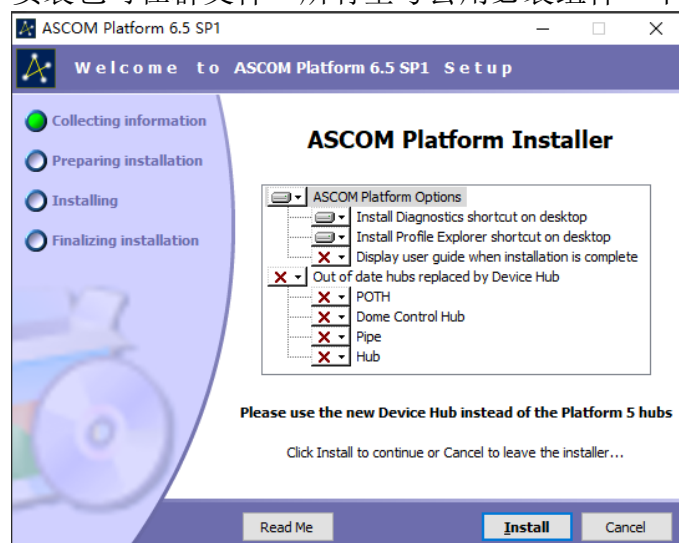 ASCOM Platform 6.5 SP1
Welcome to ASCOM Platform 6.5 SP1 Setup
Collecting information
Preparing installation
Installing
Finalizing installation
ASCOM Platform Installer
ASCOM Platform Options
Install Diagnostics shortcut on desktop
Install Profile Explorer shortcut on desktop
Display user guide when installation is complete
Out of date hubs replaced by Device Hub
POTH
Dome Control Hub
Pipe
Hub
Please use the new Device Hub instead of the Platform 5 hubs
Click Install to continue or Cancel to leave the installer...
Read Me
Install
Cancel